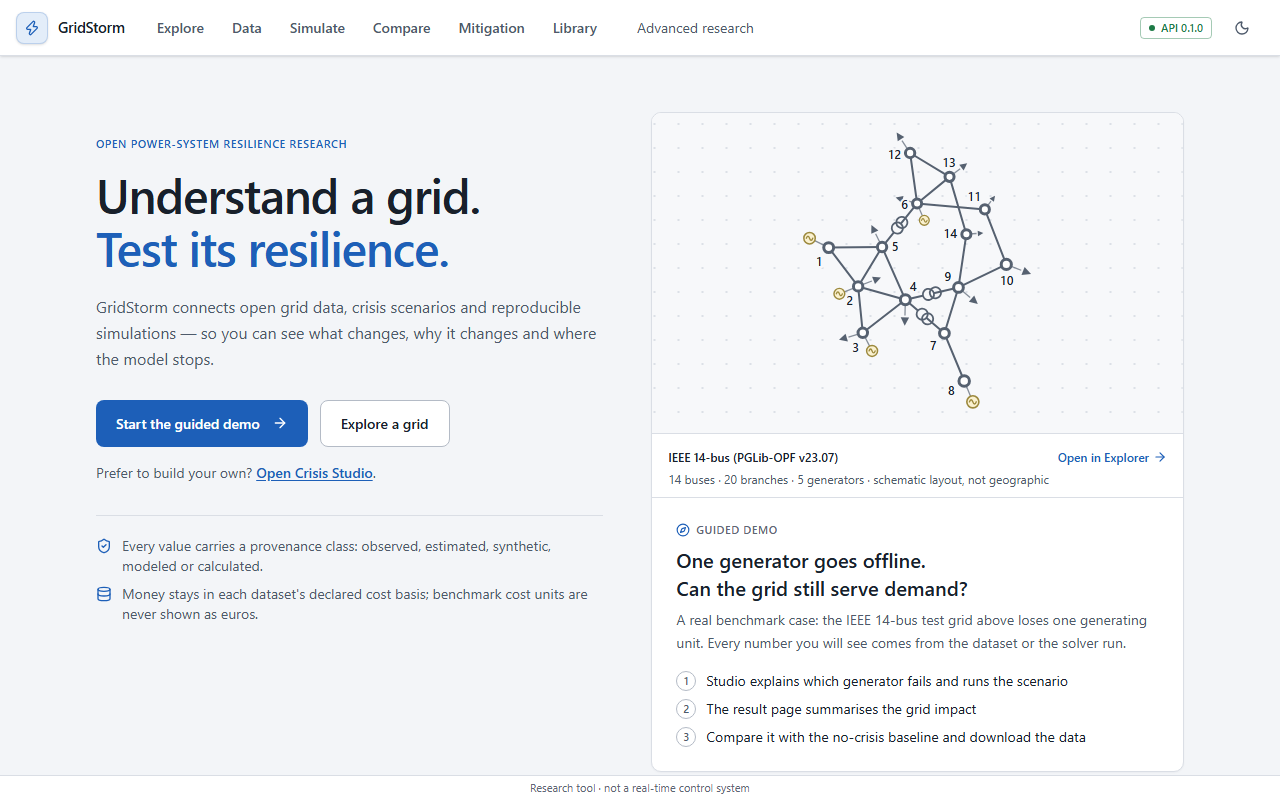 GridStorm
Explore
Data
Simulate
Compare
Mitigation
Library
Advanced research
API 0.1.0
OPEN POWER-SYSTEM RESILIENCE RESEARCH
Understand a grid.
Test its resilience.
GridStorm connects open grid data, crisis scenarios and reproducible
simulations — so you can see what changes, why it changes and where
the model stops.
Start the guided demo
Explore a grid
Prefer to build your own? Open Crisis Studio.
Every value carries a provenance class: observed, estimated, synthetic,
modeled or calculated.
Money stays in each dataset's declared cost basis; benchmark cost units are
never shown as euros.
12
13
11
6
14
5
1
9
4
10
2
7
3
8
IEEE 14-bus (PGLib-OPF v23.07)
Open in Explorer
14 buses · 20 branches · 5 generators · schematic layout, not geographic
GUIDED DEMO
One generator goes offline.
Can the grid still serve demand?
A real benchmark case: the IEEE 14-bus test grid above loses one generating
unit. Every number you will see comes from the dataset or the solver run.
1 Studio explains which generator fails and runs the scenario
2 The result page summarises the grid impact
3 Compare it with the no-crisis baseline and download the data
Research tool · not a real-time control system